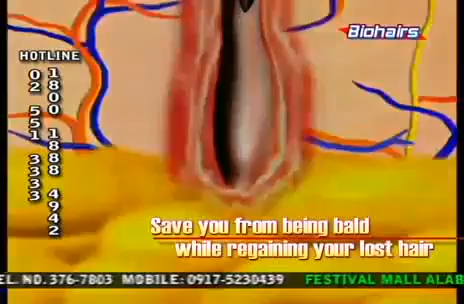 Biohairs
HOTLINE
02 551 3333
1800 1888 4942
Save you from being bald
while regaining your lost hair
EL. NO. 376-7803 MOBILE: 0917-5230439 FESTIVAL MALL ALAB